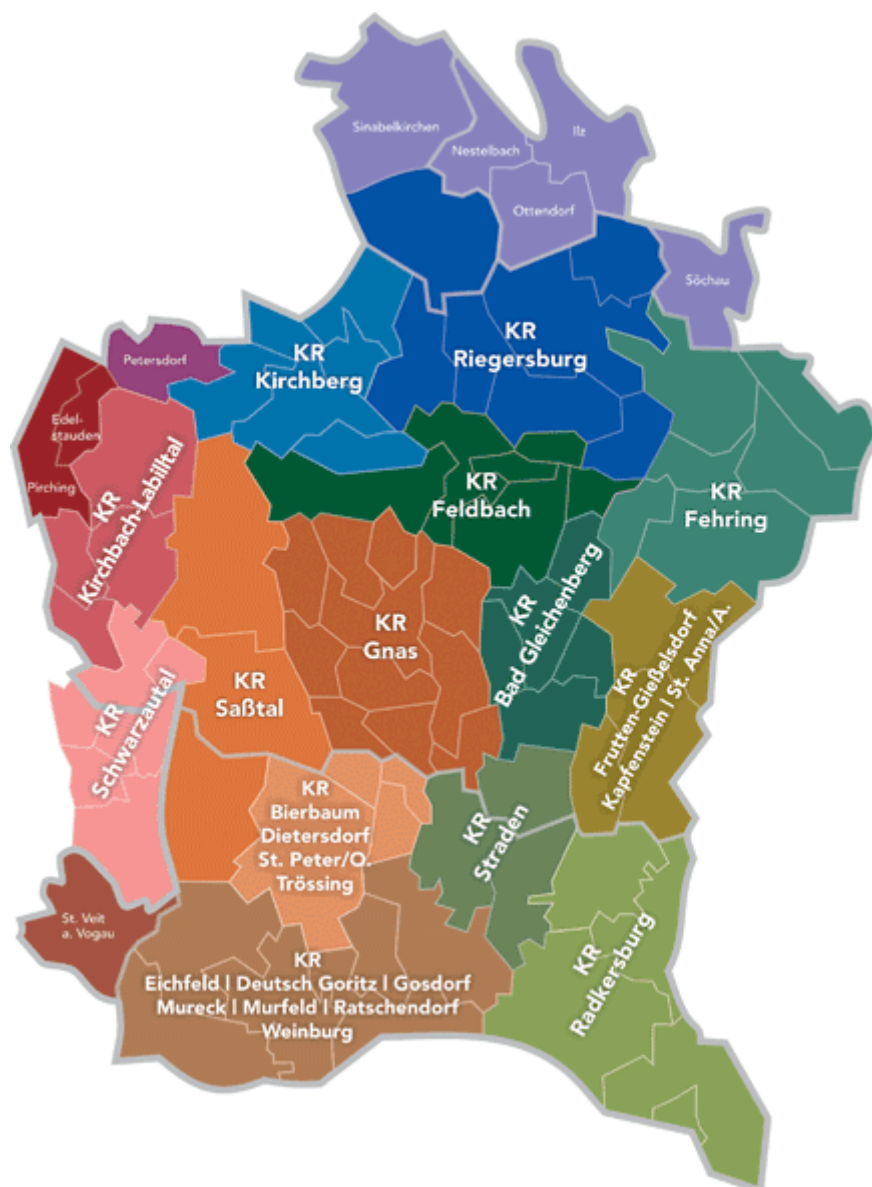 Sinabelkirchen
Nestelbach
Ilz
Ottendorf
Söchau
KR
Riegersburg
KR
Kirchberg
Petersdorf
Edel-
stauden
Pirching
KR
Kirchbach-Labilltal
KR
Feldbach
KR
Fehring
KR
Gnas
KR
Bad Gleichenberg
KR
Frutten-Gießelsdorf
Kapfenstein | St. Anna/A.
KR
Saßtal
KR
Schwarzautal
KR
Bierbaum
Dietersdorf
St. Peter/O.
Trössing
KR
Straden
St. Veit
a. Vogau
KR
Eichfeld | Deutsch Goritz | Gosdorf
Mureck | Murfeld | Ratschendorf
Weinburg
KR
Radkersburg